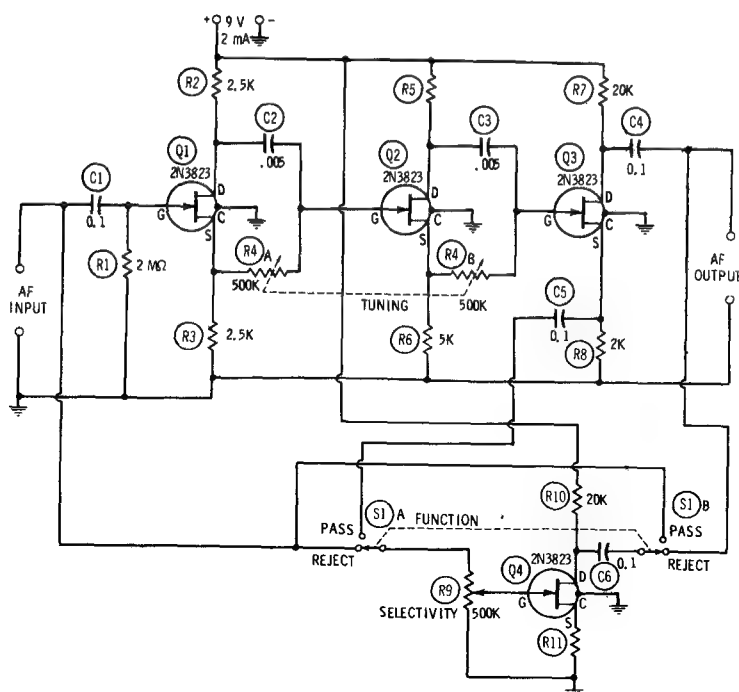 + 9 V -
2 mA
R2
2.5K
R5
R7
20K
C2
.005
C3
.005
C4
0.1
Q1
2N3823
Q2
2N3823
Q3
2N3823
C1
0.1
D
C
S
G
D
C
S
G
D
C
S
G
R1
2 MΩ
R4 A
500K
R4 B
500K
TUNING
AF
INPUT
AF
OUTPUT
C5
0.1
R3
2.5K
R6
5K
R8
2K
R10
20K
S1 A
FUNCTION
S1 B
PASS
REJECT
PASS
REJECT
Q4
2N3823
C6
0.1
R9
500K
SELECTIVITY
G
D
C
S
R11